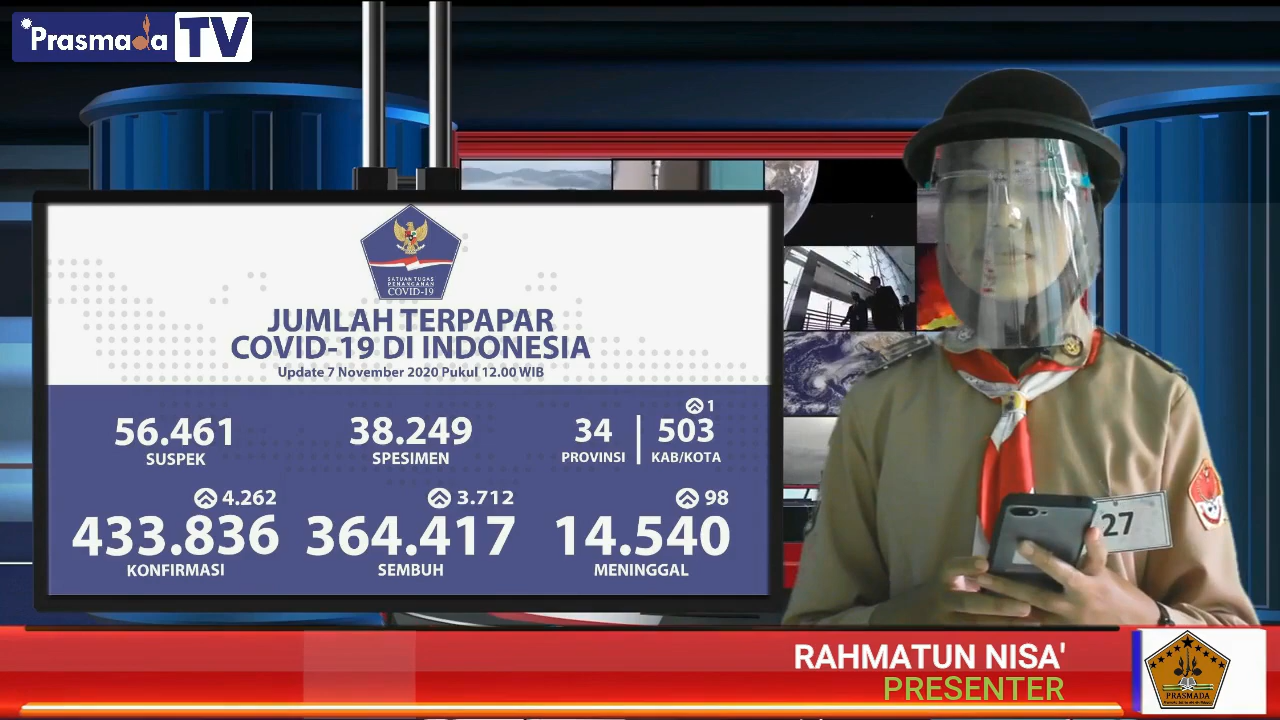 Prasmada TV
SATUAN TUGAS
PENANGANAN
COVID-19
JUMLAH TERPAPAR
COVID-19 DI INDONESIA
Update 7 November 2020 Pukul 12.00 WIB
56.461
SUSPEK
38.249
SPESIMEN
34
PROVINSI
1
503
KAB/KOTA
4.262
433.836
KONFIRMASI
3.712
364.417
SEMBUH
98
14.540
MENINGGAL
27
RAHMATUN NISA'
PRESENTER
PRASMADA